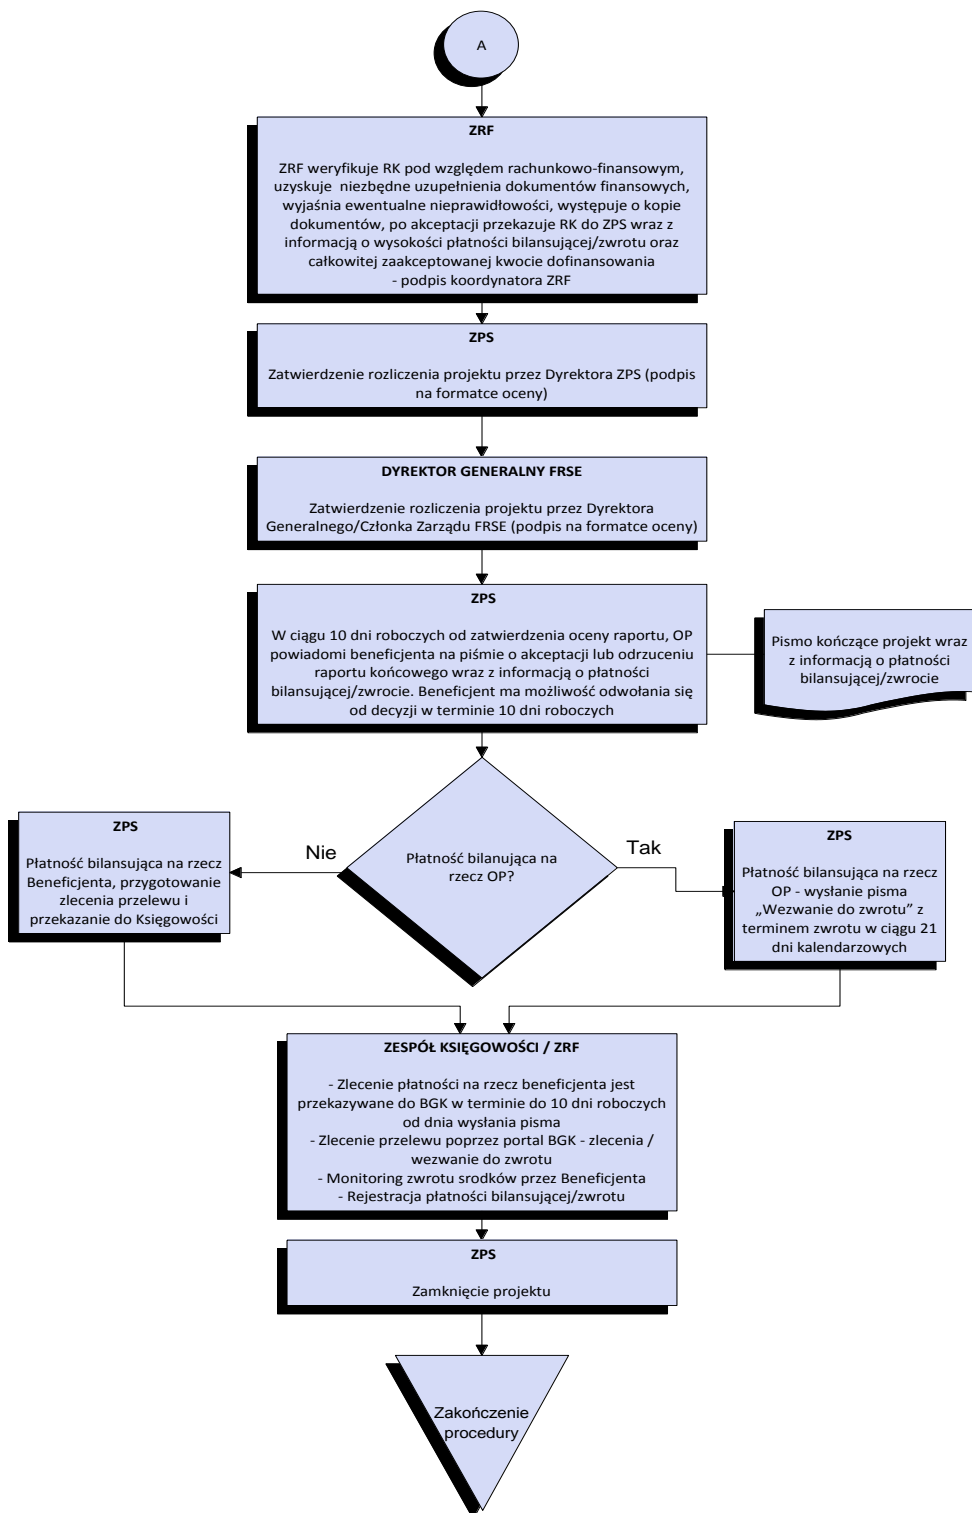 A
ZRF
ZRF weryfikuje RK pod względem rachunkowo-finansowym,
uzyskuje niezbędne uzupełnienia dokumentów finansowych,
wyjaśnia ewentualne nieprawidłowości, występuje o kopie
dokumentów, po akceptacji przekazuje RK do ZPS wraz z
informacją o wysokości płatności bilansującej/zwrotu oraz
całkowitej zaakceptowanej kwocie dofinansowania
- podpis koordynatora ZRF
ZPS
Zatwierdzenie rozliczenia projektu przez Dyrektora ZPS (podpis
na formatce oceny)
DYREKTOR GENERALNY FRSE
Zatwierdzenie rozliczenia projektu przez Dyrektora
Generalnego/Członka Zarządu FRSE (podpis na formatce oceny)
ZPS
W ciągu 10 dni roboczych od zatwierdzenia oceny raportu, OP
powiadomi beneficjenta na piśmie o akceptacji lub odrzuceniu
raportu końcowego wraz z informacją o płatności
bilansującej/zwrocie. Beneficjent ma możliwość odwołania się
od decyzji w terminie 10 dni roboczych
Pismo kończące projekt wraz
z informacją o płatności
bilansującej/zwrocie
Płatność bilanująca na
rzecz OP?
Nie
Tak
ZPS
Płatność bilansująca na rzecz
Beneficjenta, przygotowanie
zlecenia przelewu i
przekazanie do Księgowości
ZPS
Płatność bilansująca na rzecz
OP - wysłanie pisma
„Wezwanie do zwrotu” z
terminem zwrotu w ciągu 21
dni kalendarzowych
ZESPÓŁ KSIĘGOWOŚCI / ZRF
- Zlecenie płatności na rzecz beneficjenta jest
przekazywane do BGK w terminie do 10 dni roboczych
od dnia wysłania pisma
- Zlecenie przelewu poprzez portal BGK - zlecenia /
wezwanie do zwrotu
- Monitoring zwrotu srodków przez Beneficjenta
- Rejestracja płatności bilansującej/zwrotu
ZPS
Zamknięcie projektu
Zakończenie
procedury